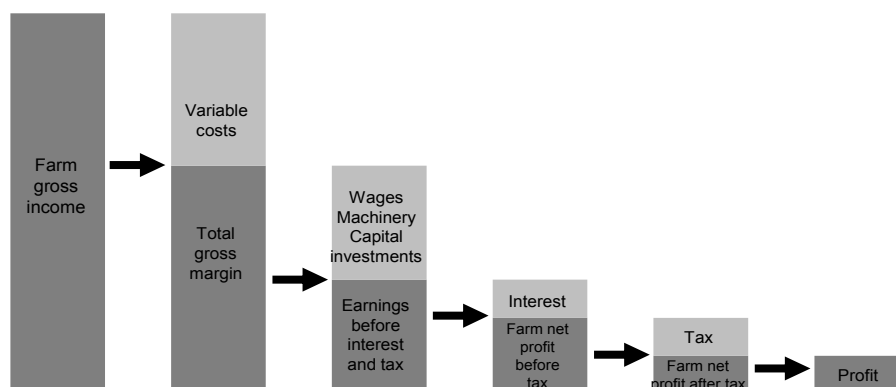 Farm
gross
income
Variable
costs
Total
gross
margin
Wages
Machinery
Capital
investments
Earnings
before
interest
and tax
Interest
Farm net
profit
before
tax
Tax
Farm net
profit after tax
Profit